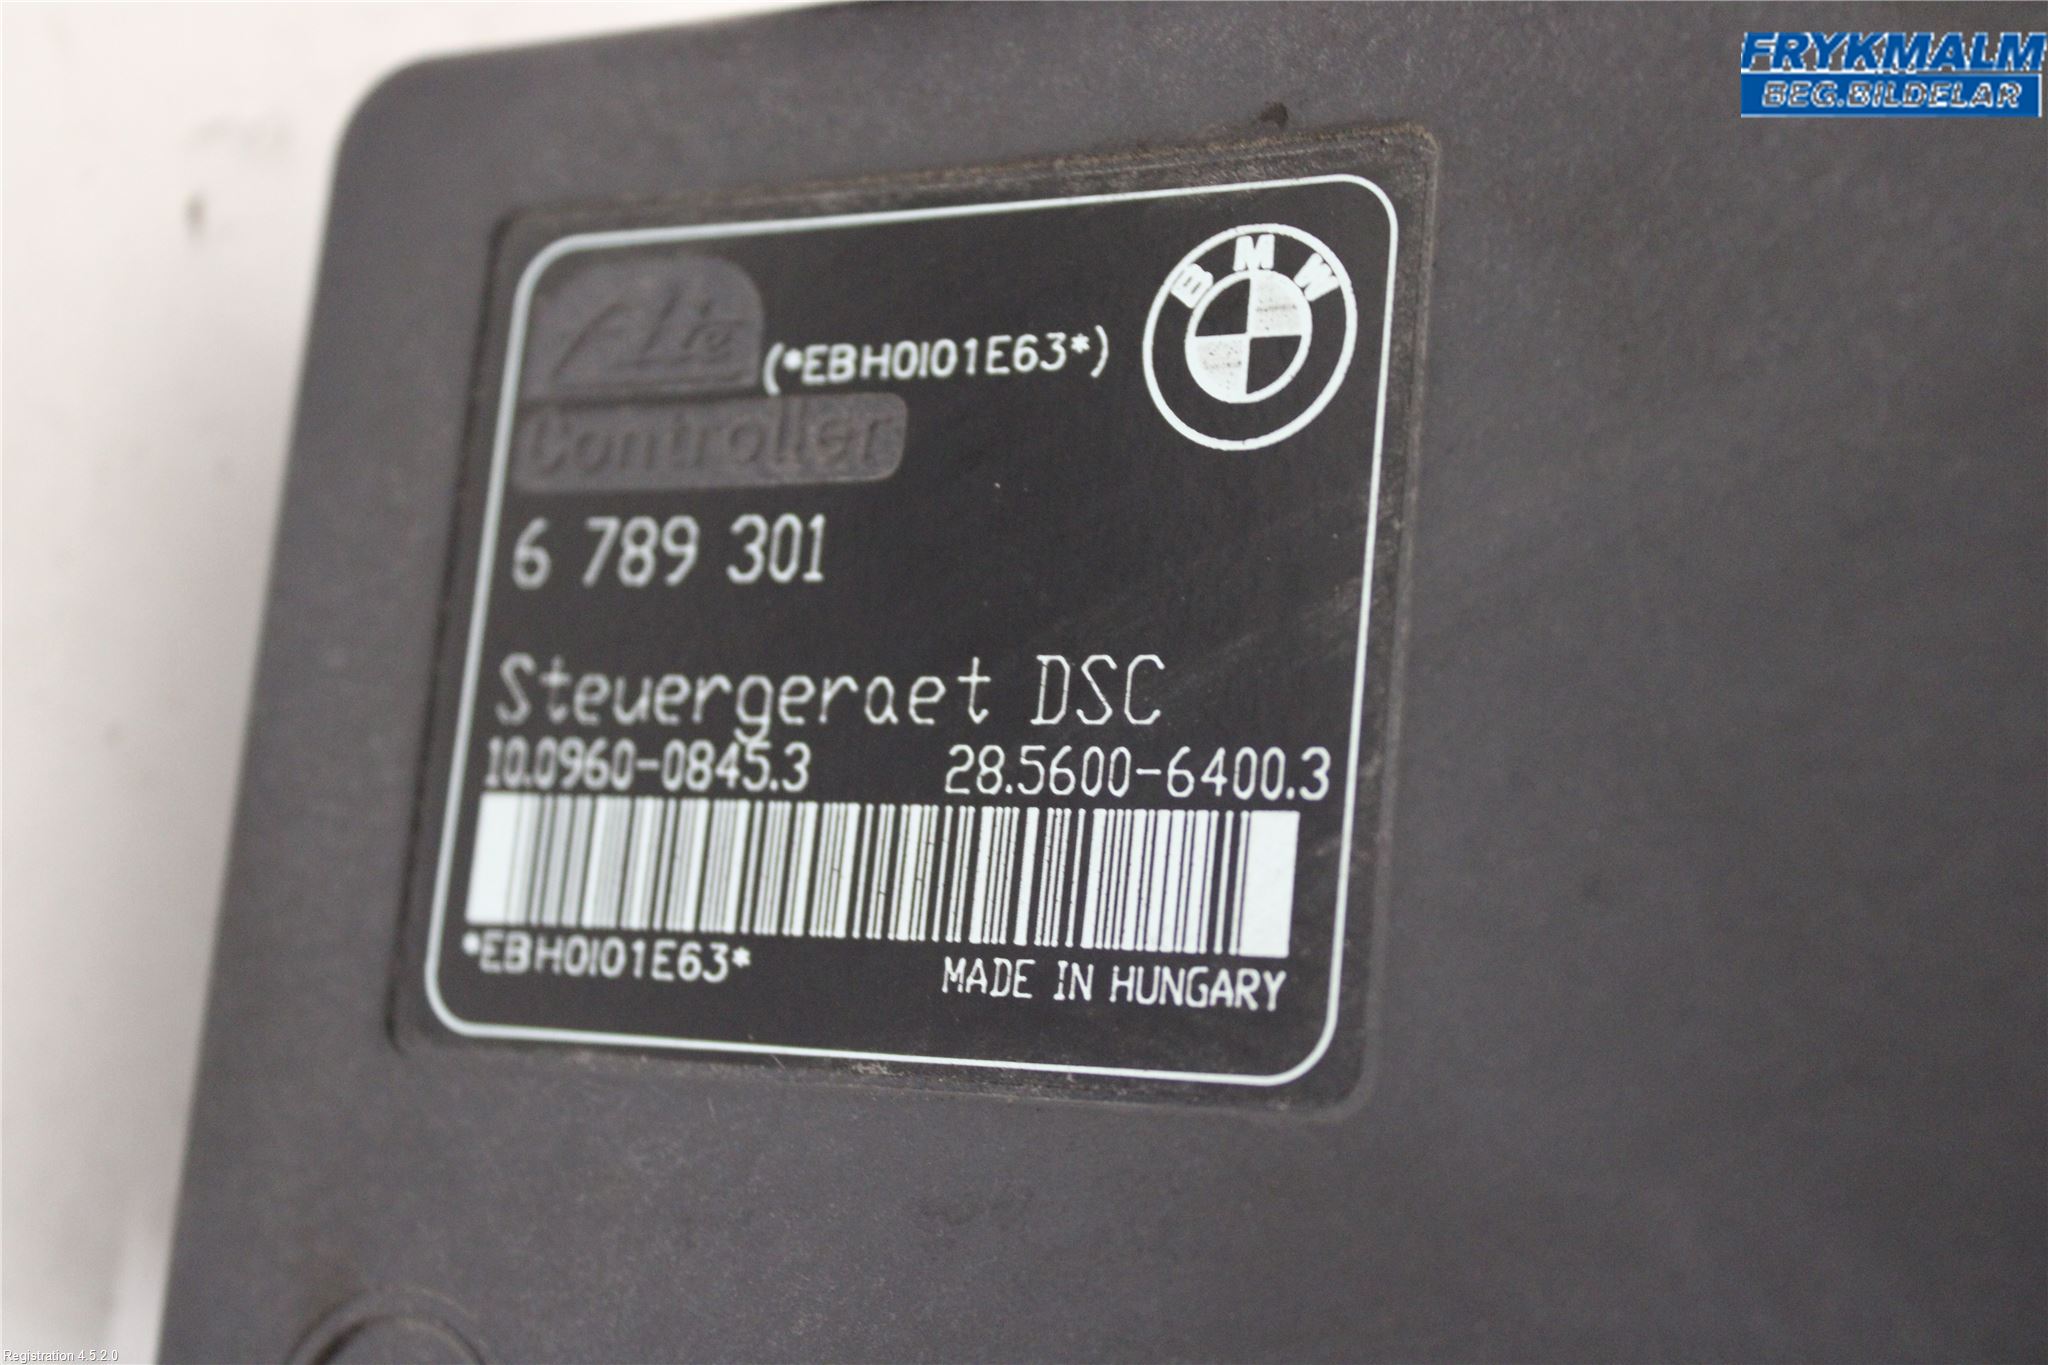 FRYKMALM
BEG.BILDELAR
BMW
Ate
(*EBH0I01E63*)
Controller
6 789 301
Steuergeraet DSC
10.0960-0845.3 28.5600-6400.3
*EBH0I01E63*
MADE IN HUNGARY
Registration 4.5.2.0